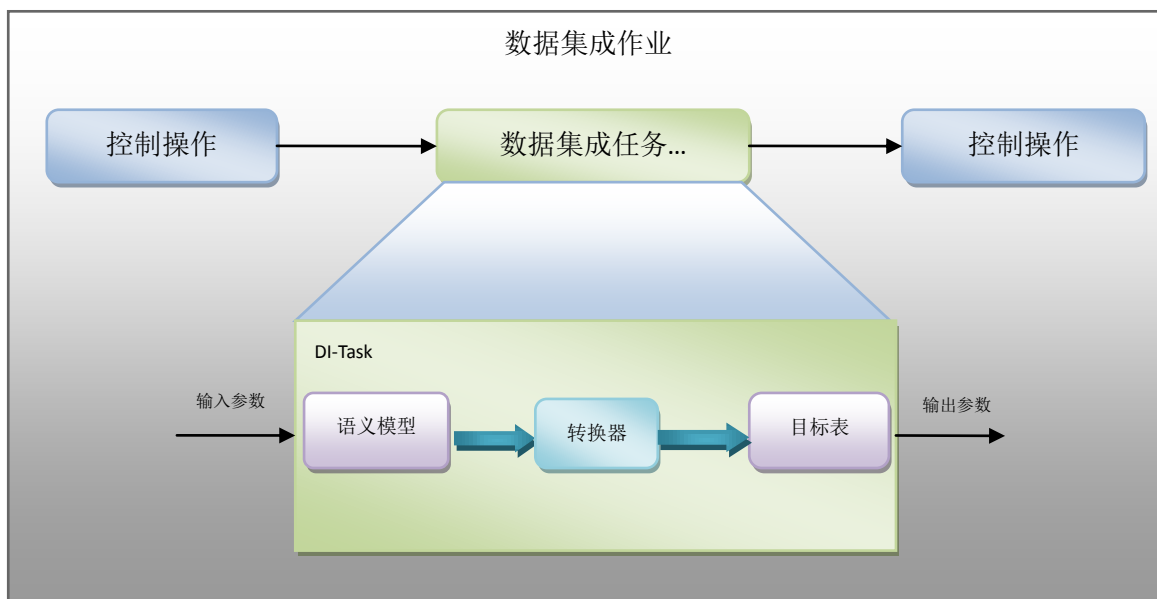 数据集成作业
控制操作
数据集成任务...
控制操作
DI-Task
输入参数
语义模型
转换器
目标表
输出参数